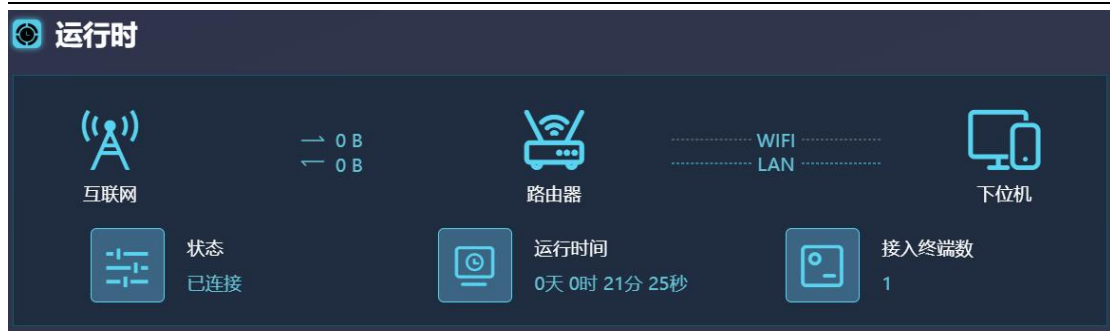 运行时
→ 0 B
← 0 B
WIFI
LAN
互联网
路由器
下位机
状态
已连接
运行时间
0天 0时 21分 25秒
接入终端数
1